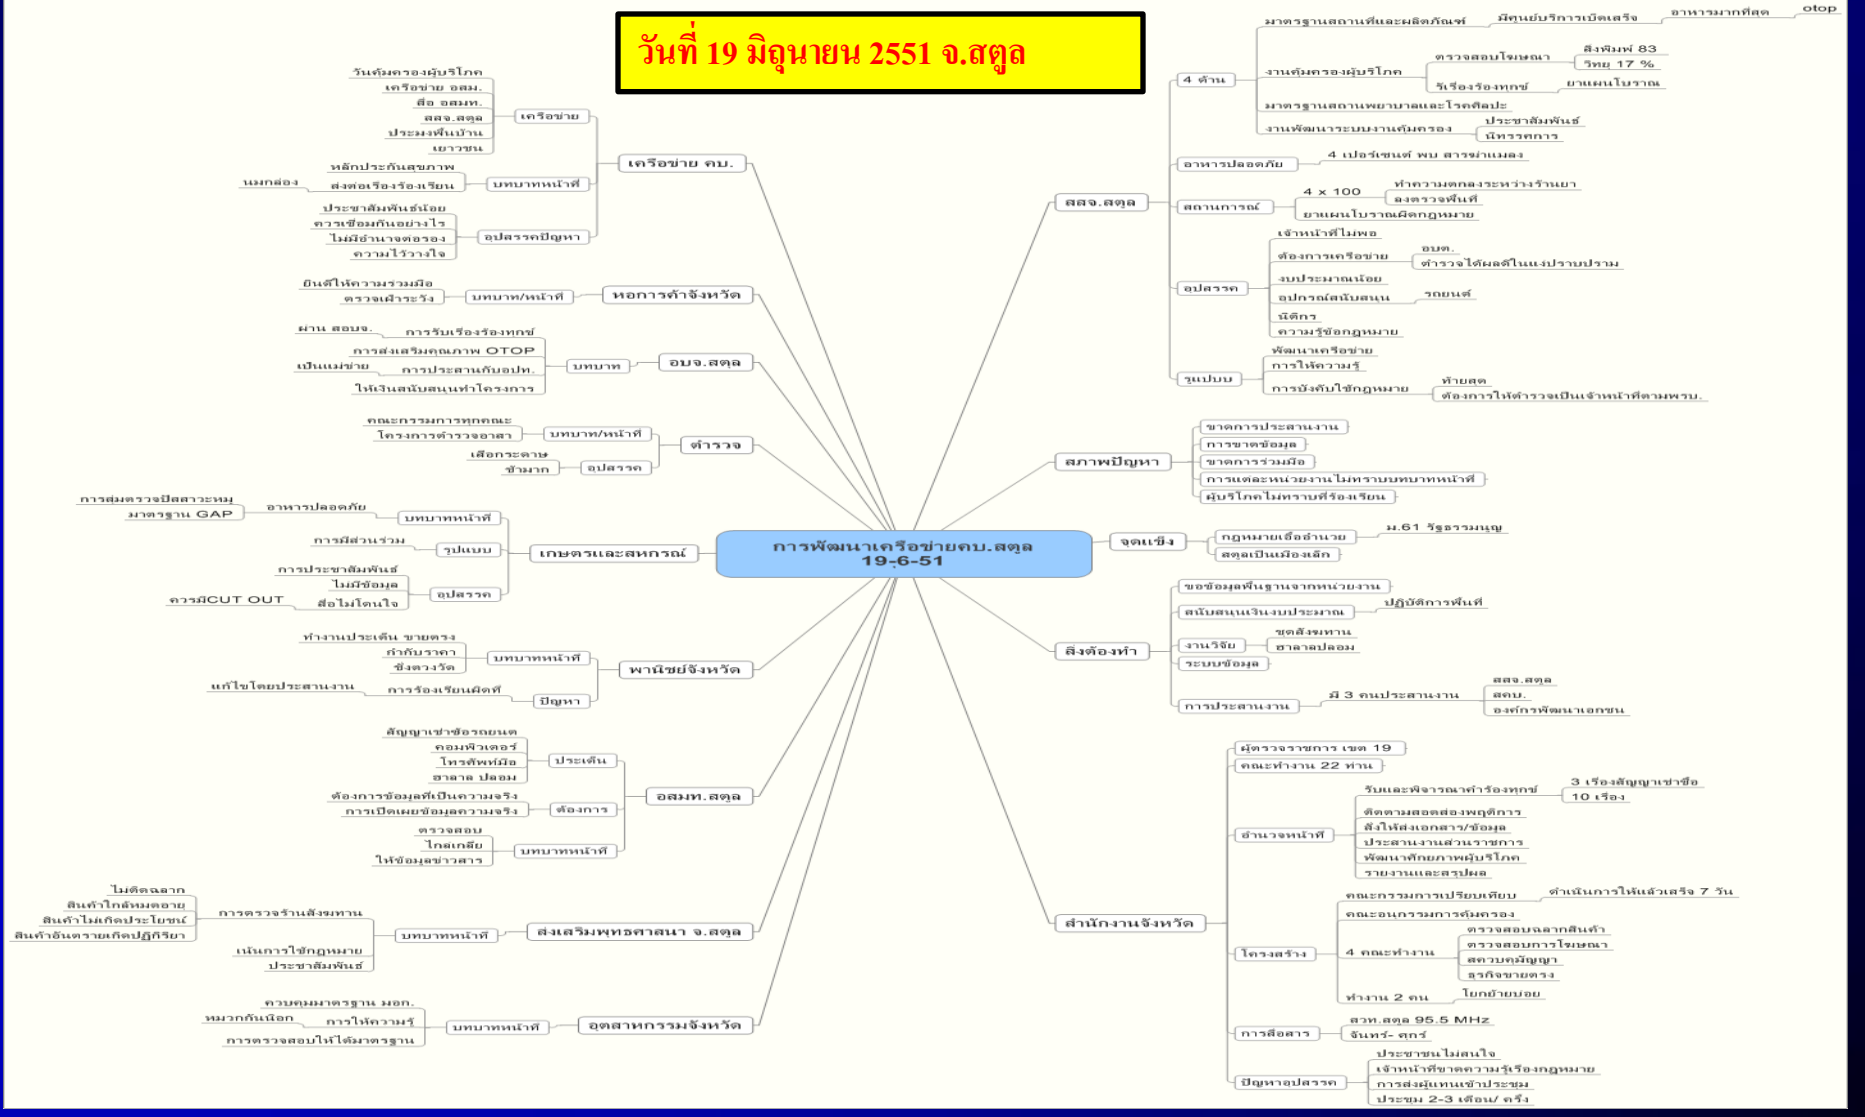 วันที่ 19 มิถุนายน 2551 จ.สตูล
การพัฒนาเครือข่ายคบ.สตูล
19-6-51
เครือข่าย คบ.
เครือข่าย
วันคุ้มครองผู้บริโภค
เครือข่าย อสม.
สื่อ อสมท.
สสจ.สตูล
ประมงพื้นบ้าน
เยาวชน
บทบาทหน้าที่
หลักประกันสุขภาพ
ส่งต่อเรื่องร้องเรียน
นมกล่อง
อุปสรรคปัญหา
ประชาสัมพันธ์น้อย
ควรเชื่อมกันอย่างไร
ไม่มีอำนาจต่อรอง
ความไว้วางใจ
หอการค้าจังหวัด
บทบาท/หน้าที่
ยินดีให้ความร่วมมือ
ตรวจเฝ้าระวัง
อบจ.สตูล
บทบาท
การรับเรื่องร้องทุกข์
ผ่าน สอบจ.
การส่งเสริมคุณภาพ OTOP
การประสานกับอปท.
เป็นแม่ข่าย
ให้เงินสนับสนุนทำโครงการ
ตำรวจ
บทบาท/หน้าที่
คณะกรรมการทุกคณะ
โครงการตำรวจอาสา
อุปสรรค
เสือกระดาษ
ช้ามาก
เกษตรและสหกรณ์
บทบาทหน้าที่
อาหารปลอดภัย
การสุ่มตรวจปัสสาวะหมู
มาตรฐาน GAP
รูปแบบ
การมีส่วนร่วม
อุปสรรค
การประชาสัมพันธ์
ไม่มีข้อมูล
สื่อไม่โดนใจ
ควรมีCUT OUT
พานิชย์จังหวัด
บทบาทหน้าที่
ทำงานประเด็น ขายตรง
กำกับราคา
ชั่งตวงวัด
ปัญหา
การร้องเรียนผิดที่
แก้ไขโดยประสานงาน
อสมท.สตูล
ประเด็น
สัญญาเช่าซื้อรถยนต์
คอมพิวเตอร์
โทรศัพท์มือ
ฮาลาล ปลอม
ต้องการ
ต้องการข้อมูลที่เป็นความจริง
การเปิดเผยข้อมูลความจริง
บทบาทหน้าที่
ตรวจสอบ
ไกล่เกลี่ย
ให้ข้อมูลข่าวสาร
ส่งเสริมพุทธศาสนา จ.สตูล
บทบาทหน้าที่
การตรวจร้านสังฆทาน
ไม่ติดฉลาก
สินค้าใกล้หมดอายุ
สินค้าไม่เกิดประโยชน์
สินค้าอันตรายเกิดปฏิกีริยา
เน้นการใช้กฎหมาย
ประชาสัมพันธ์
อุตสาหกรรมจังหวัด
บทบาทหน้าที่
ควบคุมมาตรฐาน มอก.
การให้ความรู้
หมวกกันน๊อก
การตรวจสอบให้ได้มาตรฐาน
สสจ.สตูล
4 ด้าน
มาตรฐานสถานที่และผลิตภัณฑ์
มีศูนย์บริการเบ็ดเสร็จ
อาหารมากที่สุด
otop
งานคุ้มครองผู้บริโภค
ตรวจสอบโฆษณา
สิ่งพิมพ์ 83
วิทยุ 17 %
รัเรื่องร้องทุกข์
ยาแผนโบราณ
มาตรฐานสถานพยาบาลและโรคศิลปะ
งานพัฒนาระบบงานคุ้มครอง
ประชาสัมพันธ์
นิทรรศการ
อาหารปลอดภัย
4 เปอร์เซนต์ พบ สารฆ่าแมลง
สถานการณ์
4 x 100
ทำความตกลงระหว่างร้านยา
ลงตรวจพื้นที่
ยาแผนโบราณผิดกฎหมาย
อุปสรรค
เจ้าหน้าที่ไม่พอ
ต้องการเครือข่าย
อบต.
ตำรวจได้ผลดีในแง่ปราบปราม
งบประมาณน้อย
อุปกรณ์สนับสนุน
รถยนต์
นิติกร
ความรู้ข้อกฎหมาย
รูแปบบ
พัฒนาเครือข่าย
การให้ความรู้
การบังคับใช้กฎหมาย
ท้ายสุด
ต้องการให้ตำรวจเป็นเจ้าหน้าที่ตามพรบ.
สภาพปัญหา
ขาดการประสานงาน
การขาดข้อมูล
ขาดการร่วมมือ
การแต่ละหน่วยงานไม่ทราบบทบาทหน้าที่
ผู้บริโภคไม่ทราบที่ร้องเรียน
จุดแข็ง
กฎหมายเอื้ออำนวย
ม.61 รัฐธรรมนูญ
สตูลเป็นเมืองเล็ก
สิ่งต้องทำ
ขอข้อมูลพื้นฐานจากหน่วยงาน
สนับสนุนเงินงบประมาณ
ปฏิบัติการพื้นที่
งานวิจัย
ชุดสังฆทาน
ฮาลาลปลอม
ระบบข้อมูล
การประสานงาน
มี 3 คนประสานงาน
สสจ.สตูล
สคบ.
องค์กรพัฒนาเอกชน
สำนักงานจังหวัด
ผู้ตรวจราชการ เขต 19
คณะทำงาน 22 ท่าน
อำนวจหน้าที่
รับและพิจารณาคำร้องทุกข์
3 เรื่องสัญญาเช่าซื้อ
10 เรื่อง
ติดตามสอดส่องพฤติการ
สั่งให้ส่งเอกสาร/ข้อมูล
ประสานงานส่วนราชการ
พัฒนาศักยภาพผู้บริโภค
รายงานและสรุปผล
โครงสร้าง
คณะกรรมการเปรียบเทียบ
ดำเนินการให้แล้วเสร็จ 7 วัน
คณะอนุกรรมการคุ้มครอง
4 คณะทำงาน
ตรวจสอบฉลากสินค้า
ตรวจสอบการโฆษณา
สควบคุมัญญา
ธุรกิจขายตรง
ทำงาน 2 คน
โยกย้ายบ่อย
การสื่อสาร
สวท.สตูล 95.5 MHz
จันทร์- ศุกร์
ปัญหาอุปสรรค
ประชาชนไม่สนใจ
เจ้าหน้าที่ขาดความรู้เรื่องกฎหมาย
การส่งผู้แทนเข้าประชุม
ประชุม 2-3 เดือน/ ครั้ง